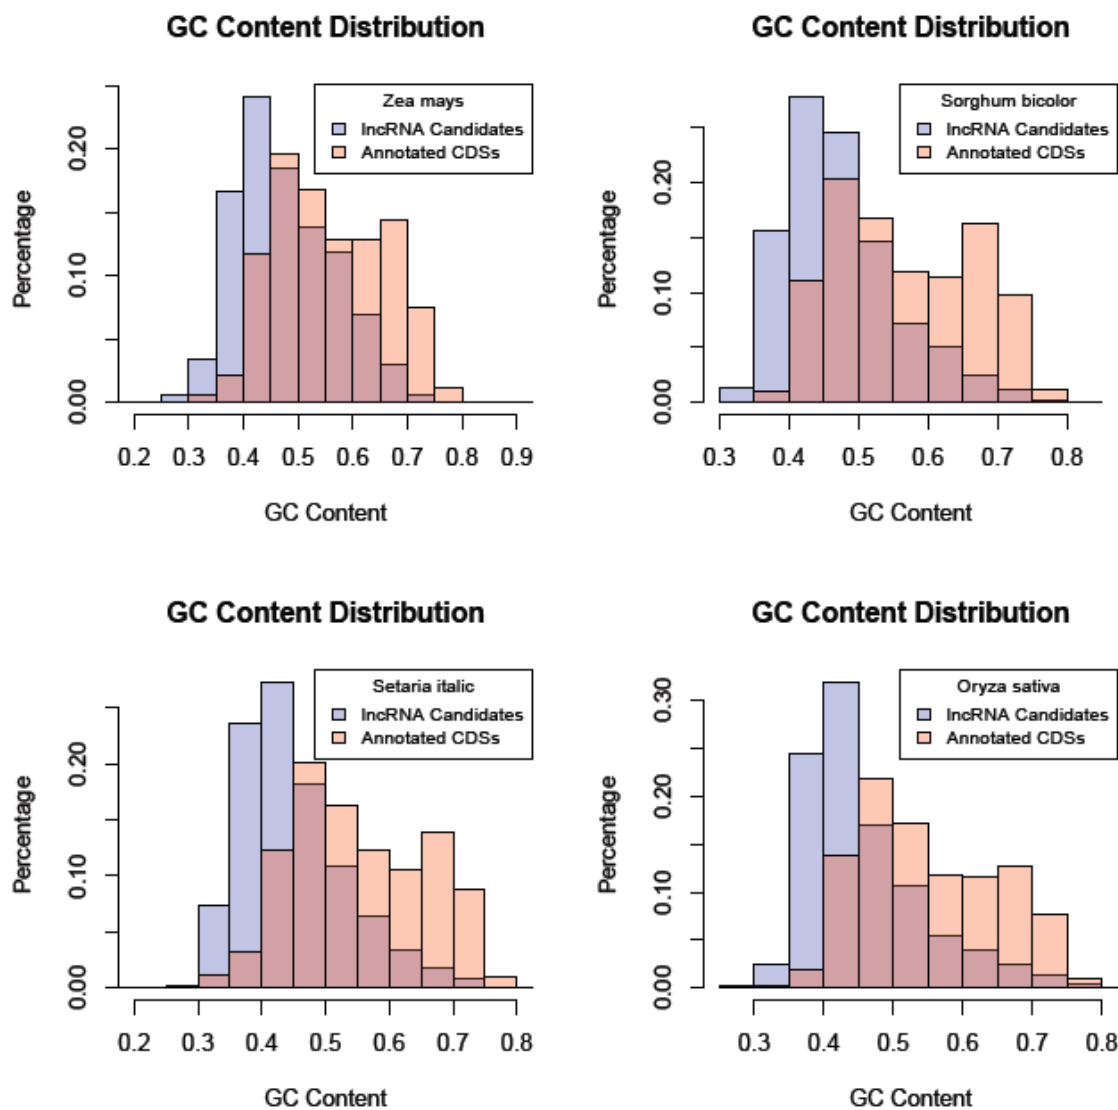 GC Content Distribution
Zea mays
lncRNA Candidates
Annotated CDSs
Percentage
0.00 0.10 0.20
0.2 0.3 0.4 0.5 0.6 0.7 0.8 0.9
GC Content
GC Content Distribution
Sorghum bicolor
lncRNA Candidates
Annotated CDSs
Percentage
0.00 0.10 0.20
0.3 0.4 0.5 0.6 0.7 0.8
GC Content
GC Content Distribution
Setaria italic
lncRNA Candidates
Annotated CDSs
Percentage
0.00 0.10 0.20
0.2 0.3 0.4 0.5 0.6 0.7 0.8
GC Content
GC Content Distribution
Oryza sativa
lncRNA Candidates
Annotated CDSs
Percentage
0.00 0.10 0.20 0.30
0.3 0.4 0.5 0.6 0.7 0.8
GC Content